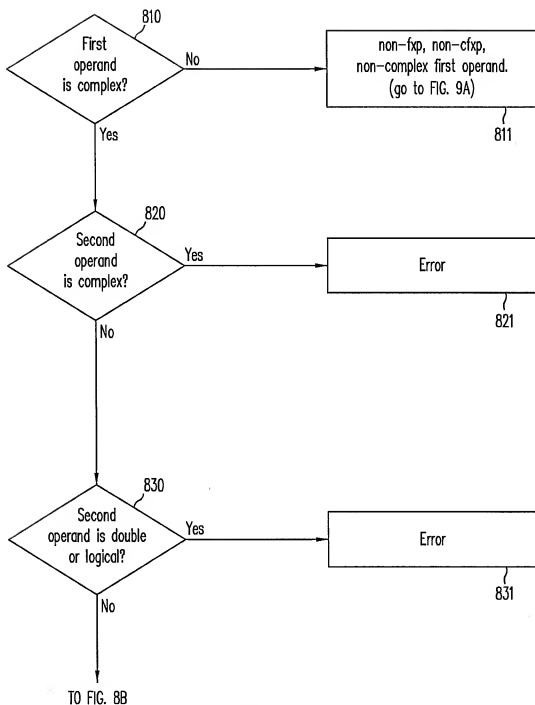 810
First
operand
is complex?
No
non-fxp, non-cfxp,
non-complex first operand.
(go to FIG. 9A)
811
Yes
820
Second
operand
is complex?
Yes
Error
821
No
830
Second
operand is double
or logical?
Yes
Error
831
No
TO FIG. 8B